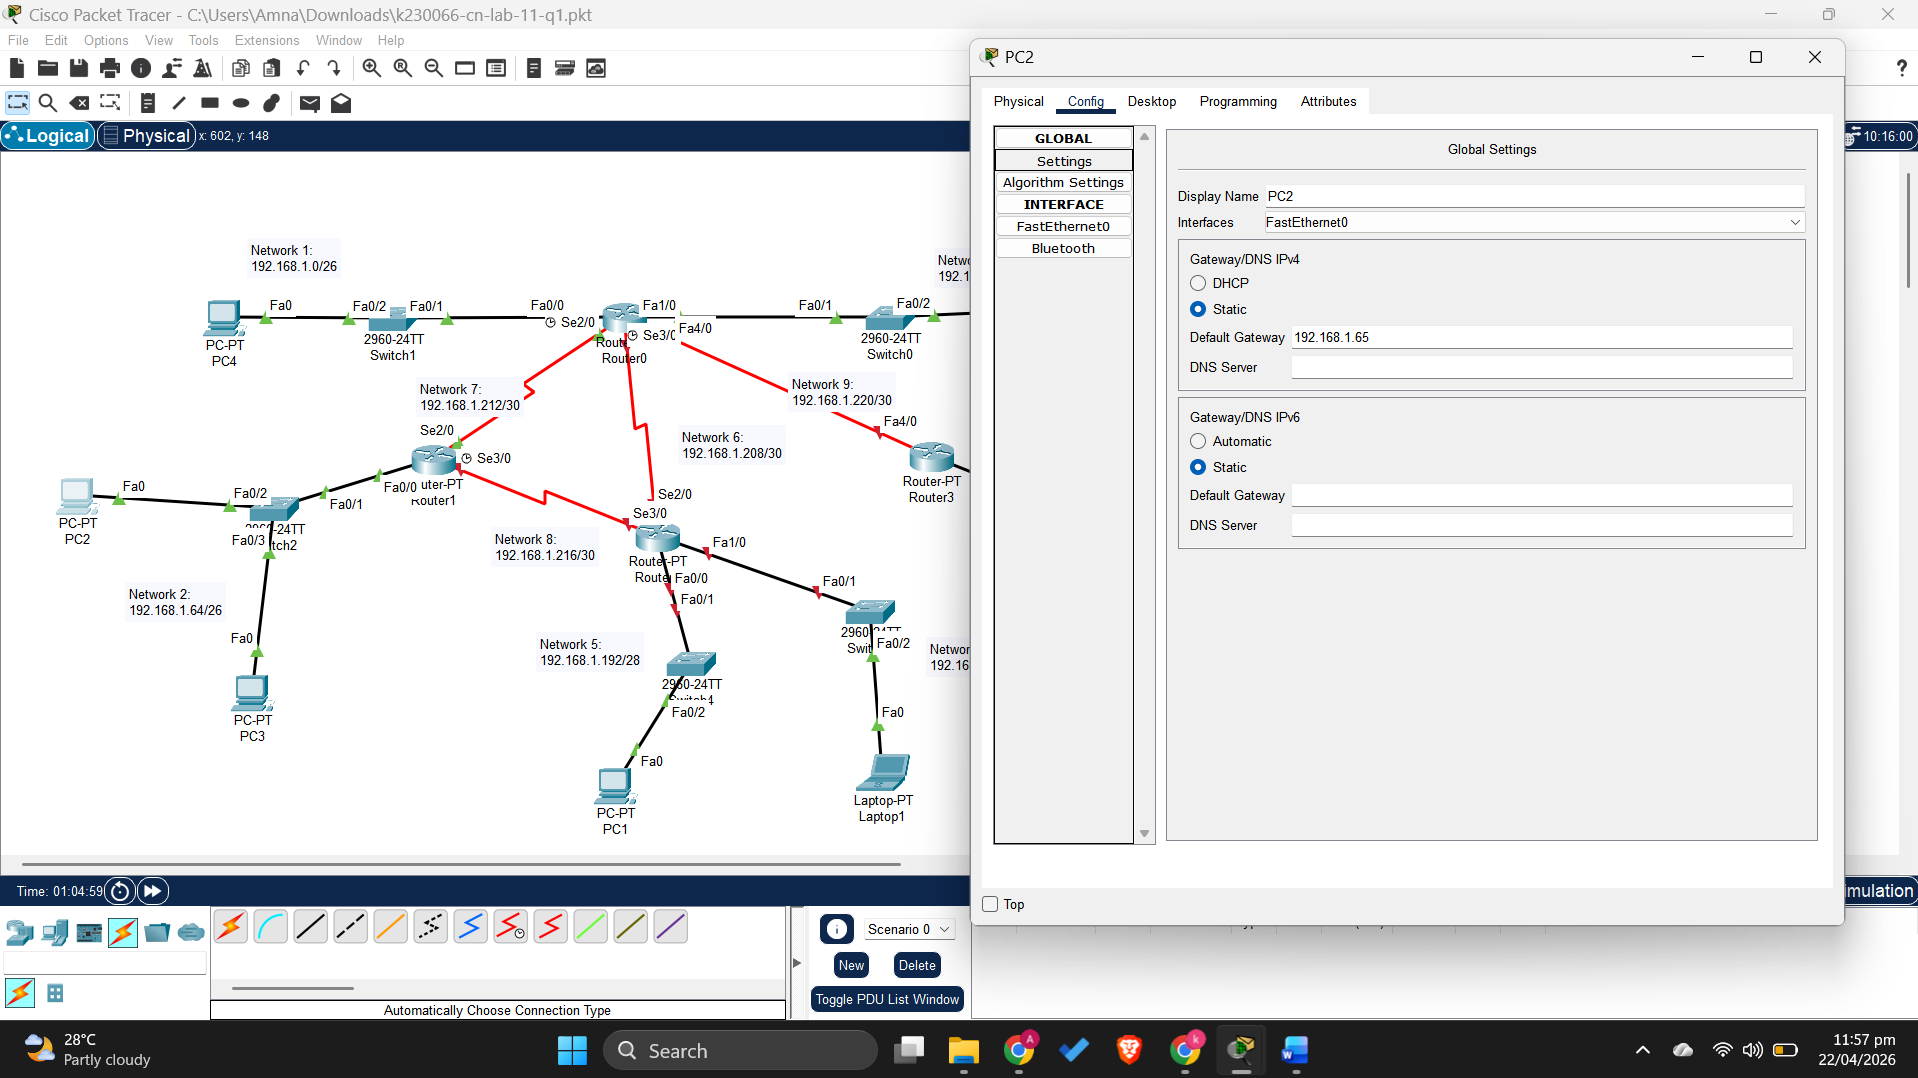 Cisco Packet Tracer - C:\Users\Amna\Downloads\k230066-cn-lab-11-q1.pkt
File Edit Options View Tools Extensions Window Help
Logical Physical x: 602, y: 148
10:16:00
Network 1:
192.168.1.0/26
Fa0 Fa0/2 Fa0/1 Fa0/0 Fa1/0 Fa0/1 Fa0/2
Se2/0 Se3/0 Fa4/0
PC-PT
PC4
2960-24TT
Switch1
Router0
2960-24TT
Switch0
Network 7:
192.168.1.212/30
Network 9:
192.168.1.220/30
Network 6:
192.168.1.208/30
Se2/0
Se3/0
Fa4/0
Router-PT
Router3
Fa0/0 uter-PT
Router1
Fa0 Fa0/2 Fa0/1
PC-PT
PC2
Fa0/3
-24TT
tch2
Se2/0
Se3/0
Network 8:
192.168.1.216/30
Router-PT
Fa0/0
Fa0/1
Fa1/0
Fa0/1
Network 2:
192.168.1.64/26
Fa0
PC-PT
PC3
Network 5:
192.168.1.192/28
2960-24TT
Fa0/2
Fa0
PC-PT
PC1
Fa0/2
Fa0
Laptop-PT
Laptop1
PC2
Physical Config Desktop Programming Attributes
GLOBAL
Settings
Algorithm Settings
INTERFACE
FastEthernet0
Bluetooth
Global Settings
Display Name PC2
Interfaces FastEthernet0
Gateway/DNS IPv4
DHCP
Static
Default Gateway 192.168.1.65
DNS Server
Gateway/DNS IPv6
Automatic
Static
Default Gateway
DNS Server
Top
Time: 01:04:59
imulation
Scenario 0
New Delete
Toggle PDU List Window
Automatically Choose Connection Type
28°C
Partly cloudy
Search
11:57 pm
22/04/2026